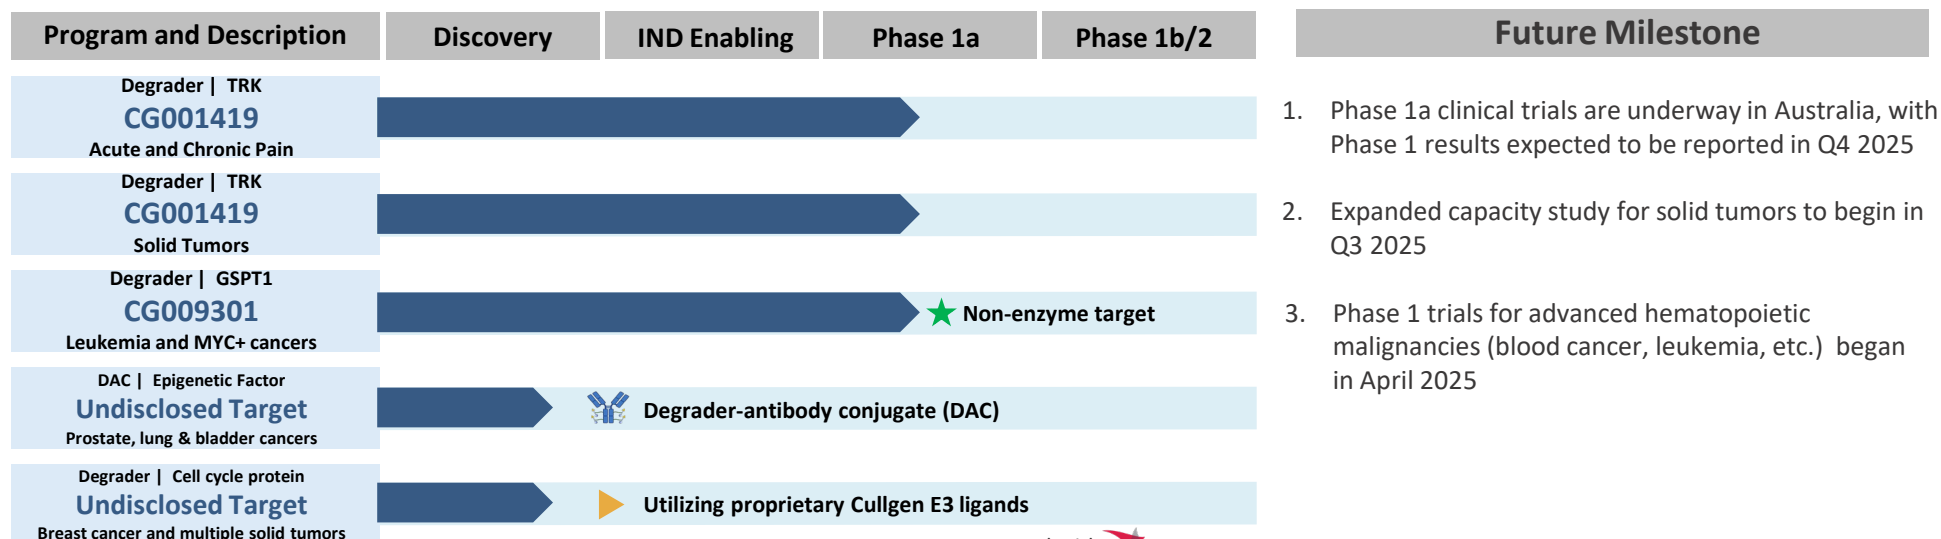 Program and Description
Discovery
IND Enabling
Phase 1a
Phase 1b/2
Future Milestone
Degrader | TRK
CG001419
Acute and Chronic Pain
Degrader | TRK
CG001419
Solid Tumors
Degrader | GSPT1
CG009301
Leukemia and MYC+ cancers
Non-enzyme target
DAC | Epigenetic Factor
Undisclosed Target
Prostate, lung & bladder cancers
Degrader-antibody conjugate (DAC)
Degrader | Cell cycle protein
Undisclosed Target
Breast cancer and multiple solid tumors
Utilizing proprietary Cullgen E3 ligands
1. Phase 1a clinical trials are underway in Australia, with
Phase 1 results expected to be reported in Q4 2025
2. Expanded capacity study for solid tumors to begin in
Q3 2025
3. Phase 1 trials for advanced hematopoietic
malignancies (blood cancer, leukemia, etc.) began
in April 2025